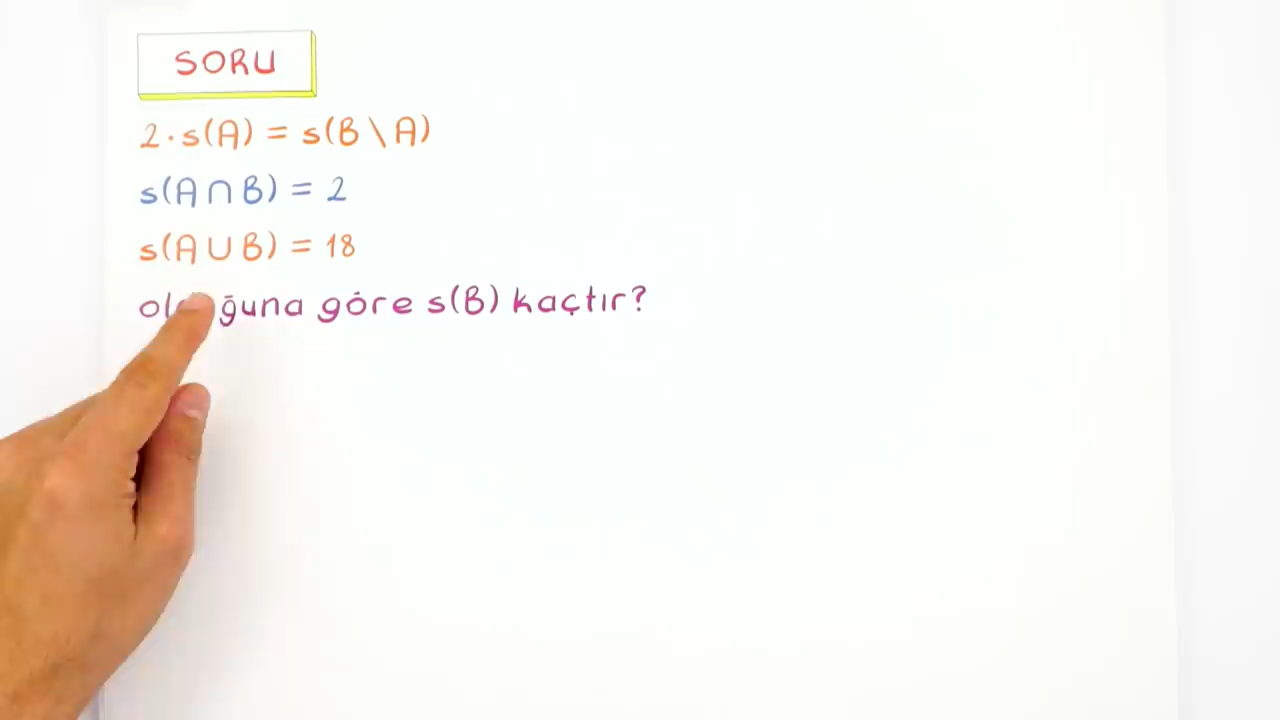 SORU
2·s(A) = s(B \ A)
s(A ∩ B) = 2
s(A ∪ B) = 18
göre s(B) kaçtır?